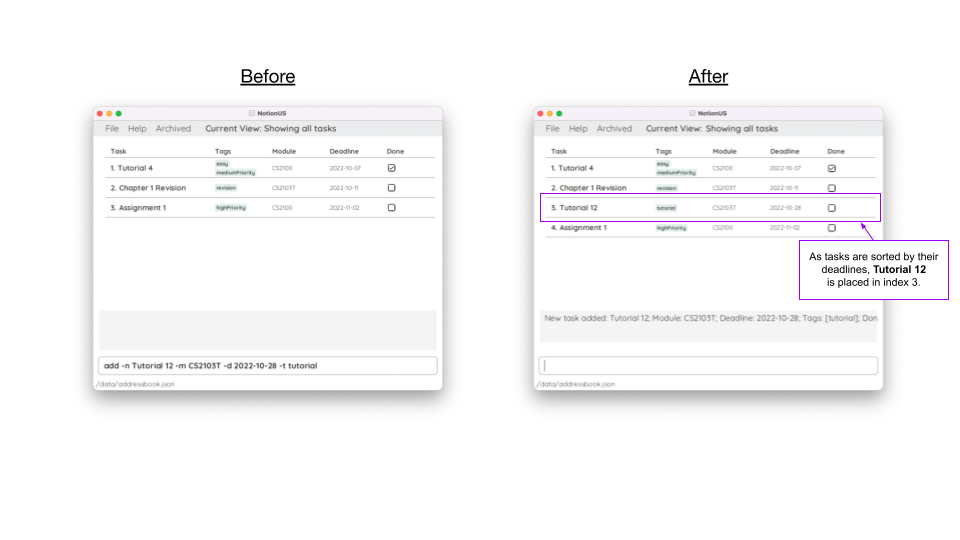 Before
NotionUS
File Help Archived Current View: Showing all tasks
Task Tags Module Deadline Done
1. Tutorial 4 easy mediumPriority CS2100 2022-10-07
2. Chapter 1 Revision revision CS2103T 2022-10-11
3. Assignment 1 highPriority CS2100 2022-11-02
add -n Tutorial 12 -m CS2103T -d 2022-10-28 -t tutorial
./data/addressbook.json
After
NotionUS
File Help Archived Current View: Showing all tasks
Task Tags Module Deadline Done
1. Tutorial 4 easy mediumPriority CS2100 2022-10-07
2. Chapter 1 Revision revision CS2103T 2022-10-11
3. Tutorial 12 tutorial CS2103T 2022-10-28
4. Assignment 1 highPriority CS2100 2022-11-02
As tasks are sorted by their
deadlines, Tutorial 12
is placed in index 3.
New task added: Tutorial 12; Module: CS2103T; Deadline: 2022-10-28; Tags: [tutorial]; Don
./data/addressbook.json